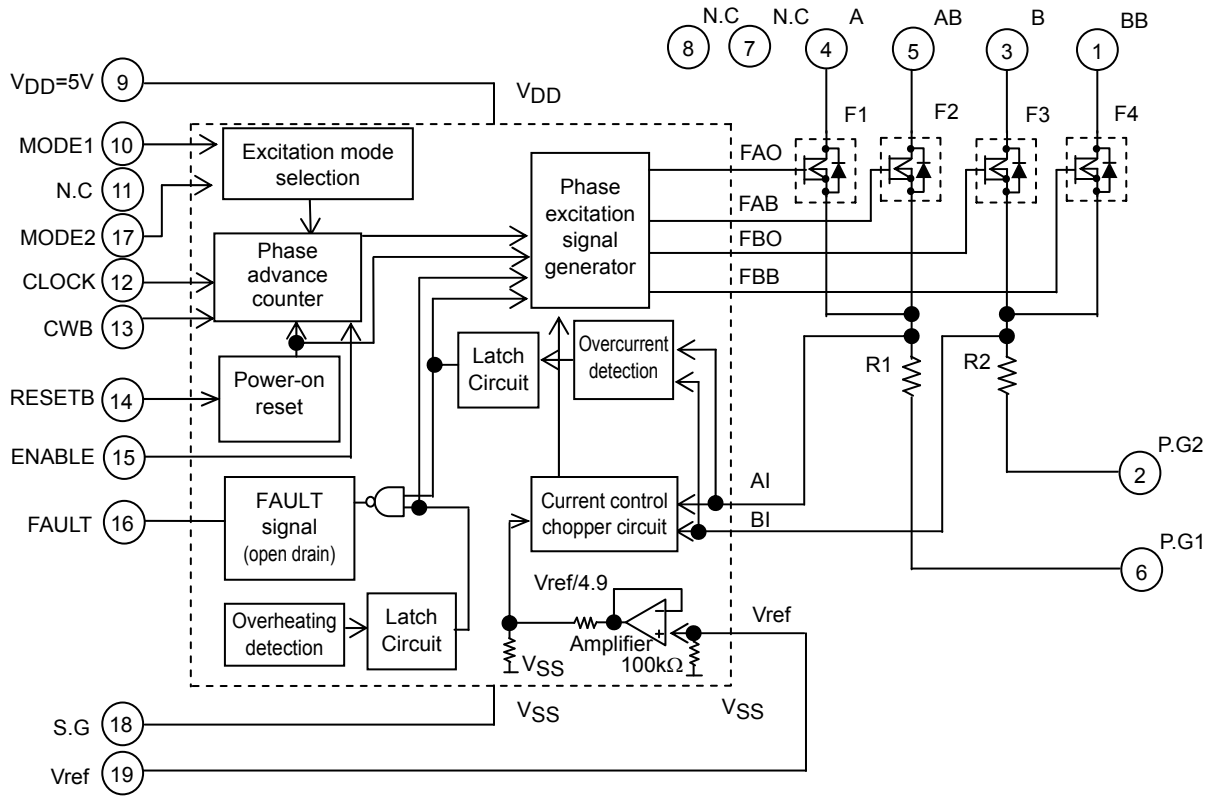 N.C
N.C
A
AB
B
BB
8
7
4
5
3
1
VDD=5V
9
VDD
F1
F2
F3
F4
MODE1
10
Excitation mode
selection
N.C
11
MODE2
17
Phase
excitation
signal
generator
FAO
FAB
FBO
FBB
Phase
advance
counter
CLOCK
12
CWB
13
Latch
Circuit
Overcurrent
detection
R1
R2
RESETB
14
Power-on
reset
ENABLE
15
P.G2
2
FAULT
16
FAULT
signal
(open drain)
Current control
chopper circuit
AI
BI
P.G1
6
Vref/4.9
Overheating
detection
Latch
Circuit
Amplifier
Vref
VSS
100kΩ
S.G
18
VSS
VSS
Vref
19